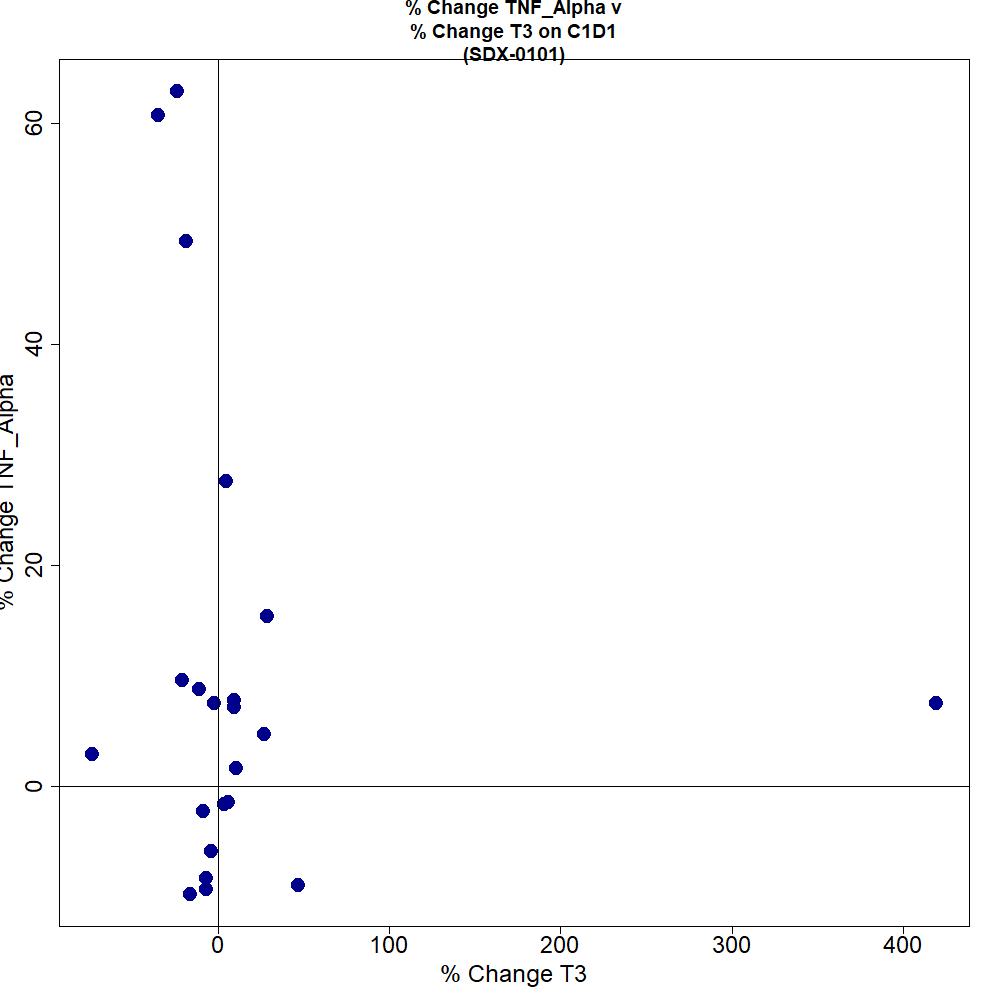 % Change TNF_Alpha v
% Change T3 on C1D1
(SDX-0101)
% Change TNF_Alpha
60
40
20
0
0 100 200 300 400
% Change T3